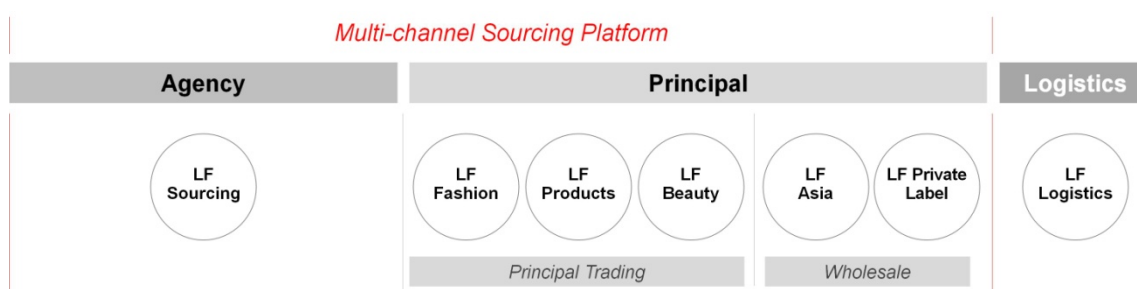 Multi-channel Sourcing Platform
Agency
Principal
Logistics
LF
Sourcing
LF
Fashion
LF
Products
LF
Beauty
LF
Asia
LF Private
Label
LF
Logistics
Principal Trading
Wholesale